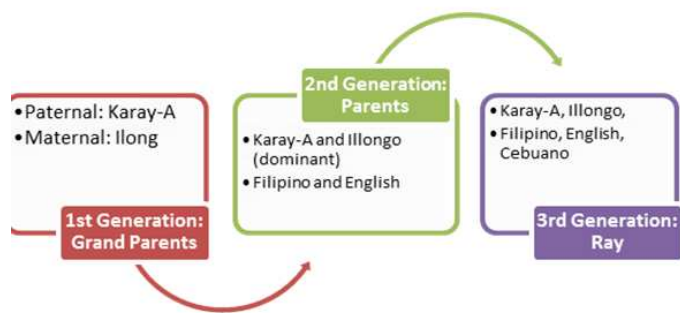 •Paternal: Karay-A
•Maternal: Ilong
1st Generation:
Grand Parents
2nd Generation:
Parents
•Karay-A and Illongo
(dominant)
•Filipino and English
•Karay-A, Illongo,
•Filipino, English,
Cebuano
3rd Generation:
Ray